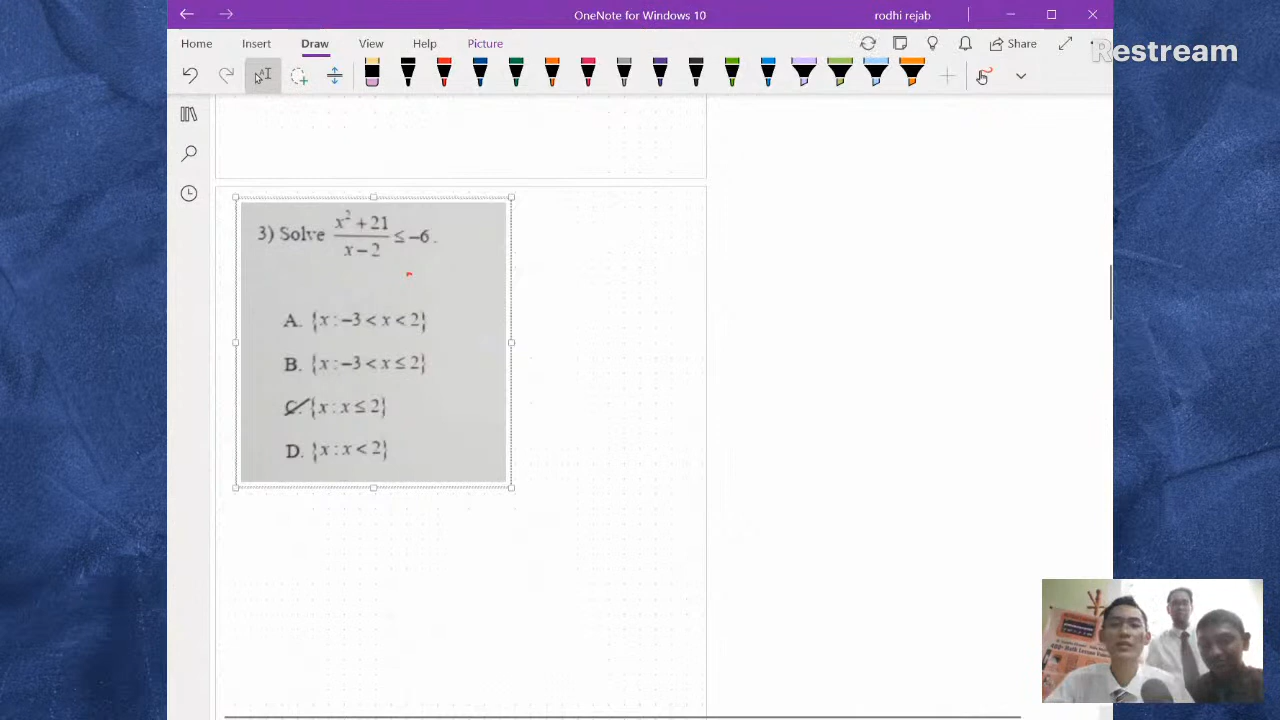 OneNote for Windows 10
rodhi rejab
Home
Insert
Draw
View
Help
Picture
Share
Restream
3) Solve (x² + 21)/(x − 2) ≤ −6.
A. {x : −3 < x < 2}
B. {x : −3 < x ≤ 2}
C. {x : x ≤ 2}
D. {x : x < 2}